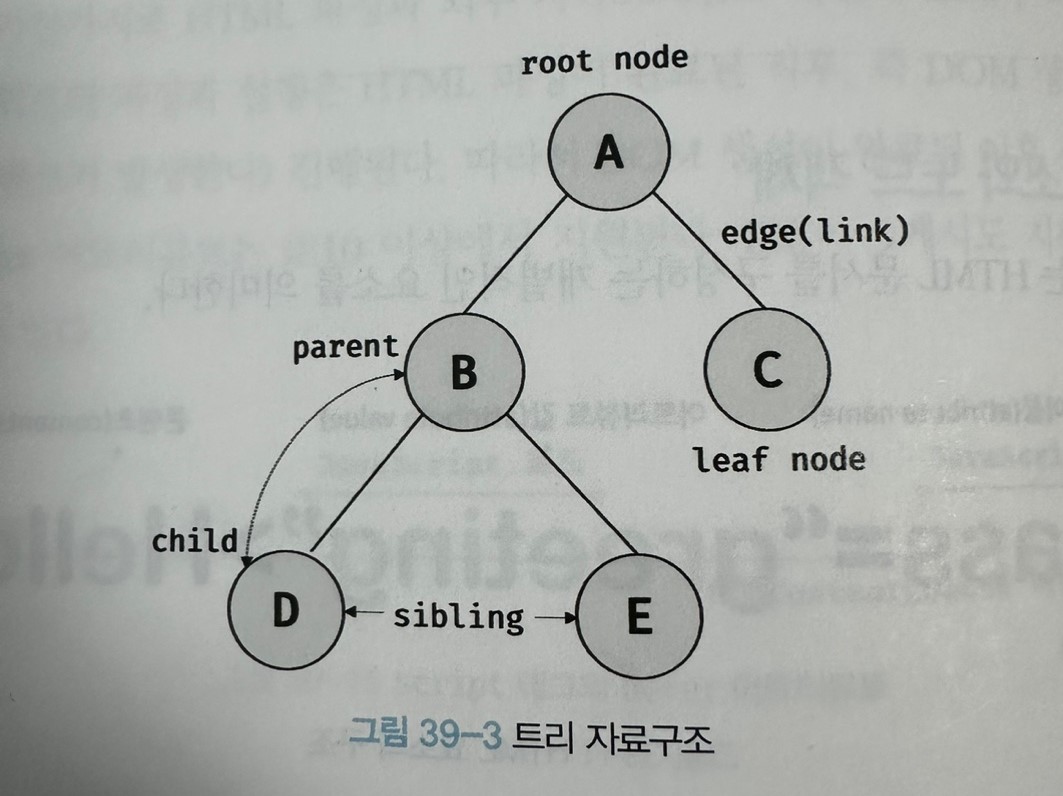 root node
A
edge(link)
parent
B
C
leaf node
child
D
sibling
E
그림 39-3 트리 자료구조